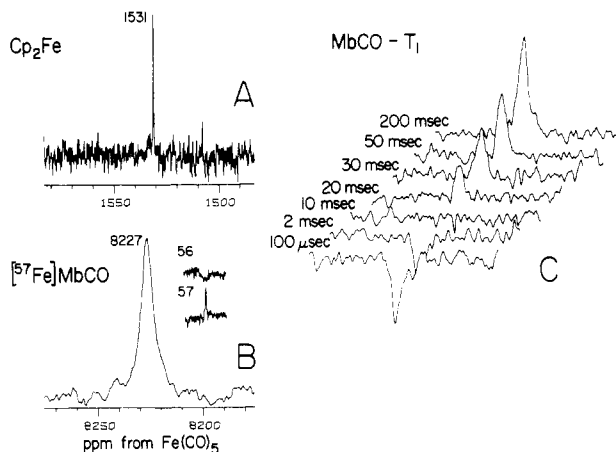 Cp₂Fe
1531
A
1550
1500
[⁵⁷Fe]MbCO
8227
56
57
B
8250
8200
ppm from Fe(CO)₅
MbCO - T₁
200 msec
50 msec
30 msec
20 msec
10 msec
2 msec
100 μsec
C